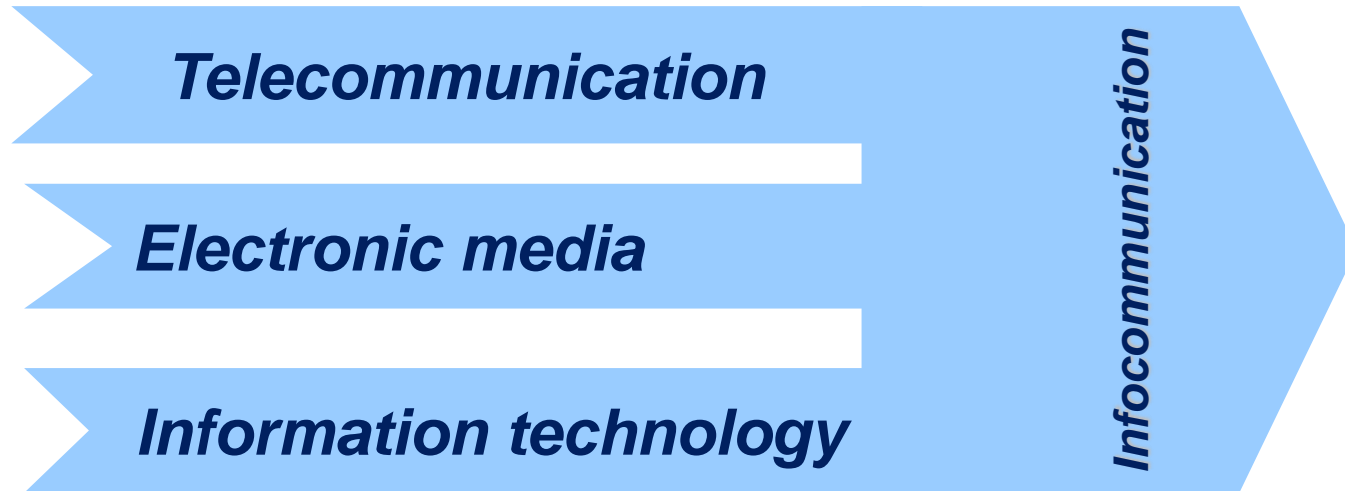 Telecommunication
Electronic media
Information technology
Infocommunication